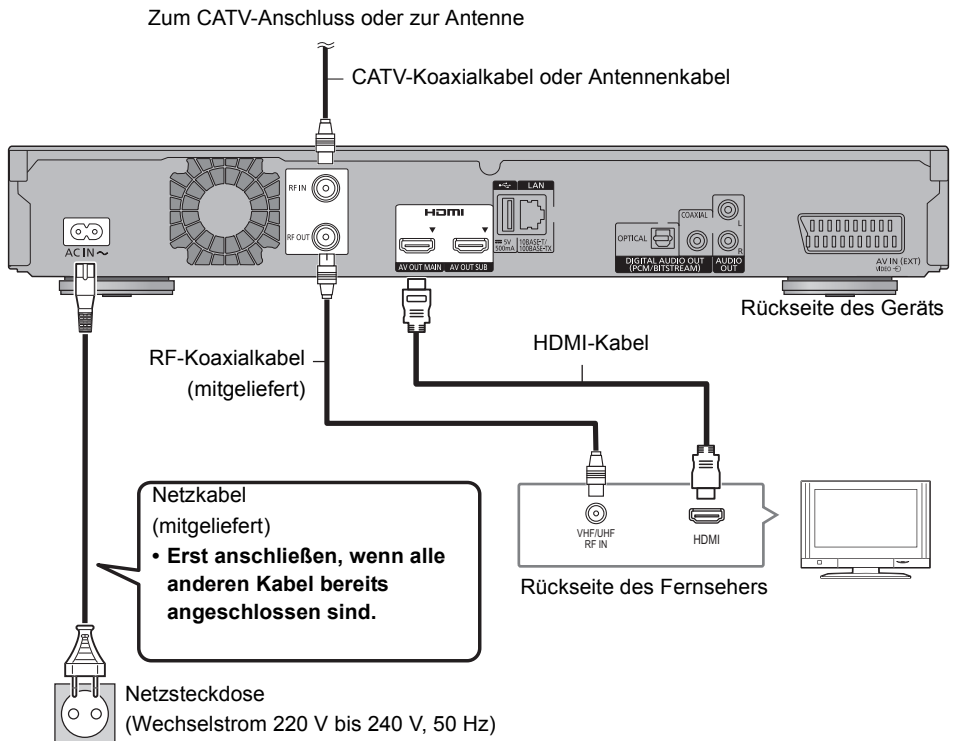 Zum CATV-Anschluss oder zur Antenne
CATV-Koaxialkabel oder Antennenkabel
RF IN
RF OUT
AC IN ~
HDMI
AV OUT MAIN
AV OUT SUB
LAN
5V
500mA
10BASE-T/
100BASE-TX
OPTICAL
COAXIAL
DIGITAL AUDIO OUT
(PCM/BITSTREAM)
L
R
AUDIO
OUT
AV IN (EXT)
VIDEO
Rückseite des Geräts
RF-Koaxialkabel
(mitgeliefert)
HDMI-Kabel
Netzkabel
(mitgeliefert)
• Erst anschließen, wenn alle
anderen Kabel bereits
angeschlossen sind.
VHF/UHF
RF IN
HDMI
Rückseite des Fernsehers
Netzsteckdose
(Wechselstrom 220 V bis 240 V, 50 Hz)